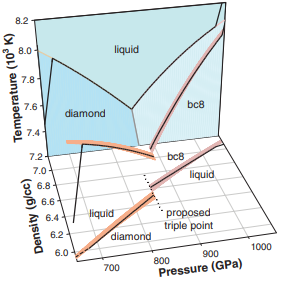 8.2
8.0
7.8
7.6
7.4
7.2
7.0
6.8
6.6
6.4
6.2
6.0
Temperature (10³ K)
Density (g/cc)
liquid
diamond
bc8
bc8
liquid
liquid
proposed
triple point
diamond
700
800
900
1000
Pressure (GPa)